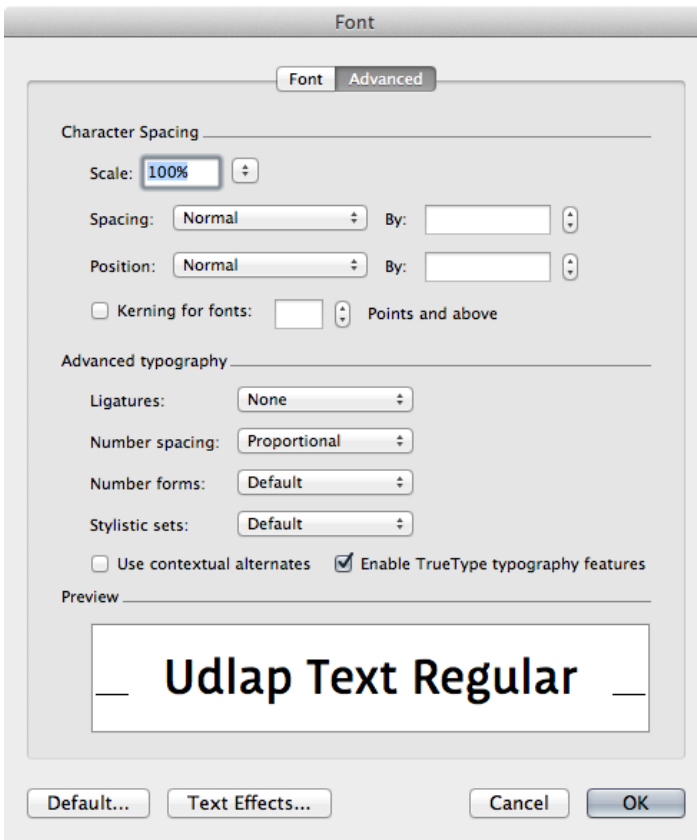 Font
Font Advanced
Character Spacing
Scale: 100%
Spacing: Normal By:
Position: Normal By:
Kerning for fonts: Points and above
Advanced typography
Ligatures: None
Number spacing: Proportional
Number forms: Default
Stylistic sets: Default
Use contextual alternates Enable TrueType typography features
Preview
Udlap Text Regular
Default... Text Effects... Cancel OK